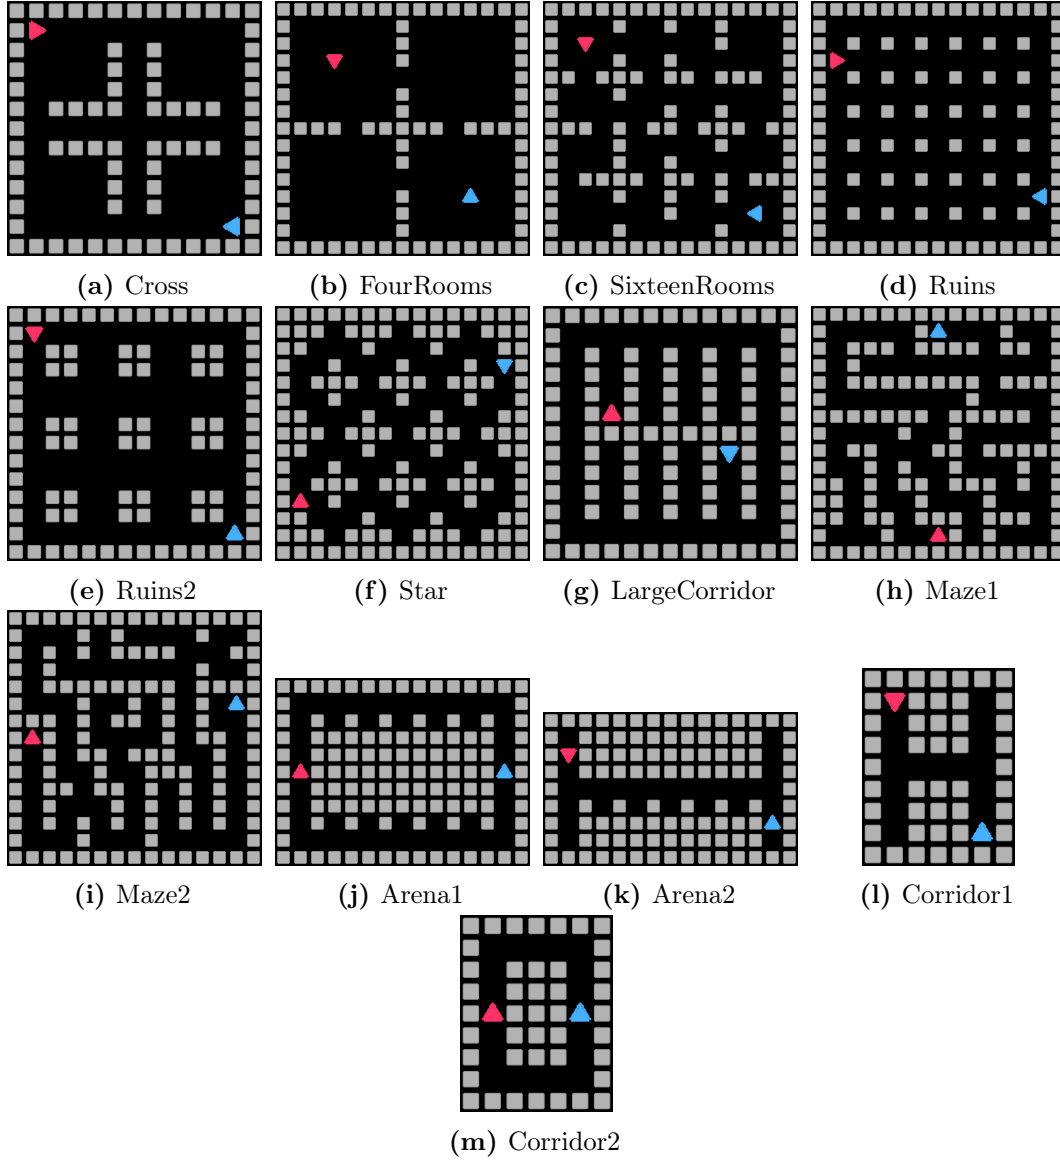 (a) Cross
(b) FourRooms
(c) SixteenRooms
(d) Ruins
(e) Ruins2
(f) Star
(g) LargeCorridor
(h) Maze1
(i) Maze2
(j) Arena1
(k) Arena2
(l) Corridor1
(m) Corridor2